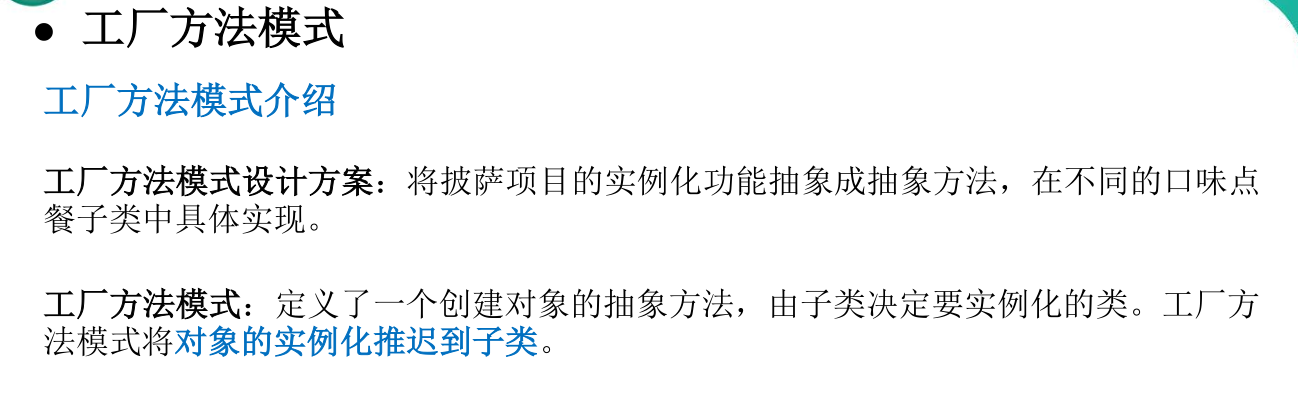 ● 工厂方法模式
工厂方法模式介绍
工厂方法模式设计方案：将披萨项目的实例化功能抽象成抽象方法，在不同的口味点
餐子类中具体实现。
工厂方法模式：定义了一个创建对象的抽象方法，由子类决定要实例化的类。工厂方
法模式将对象的实例化推迟到子类。